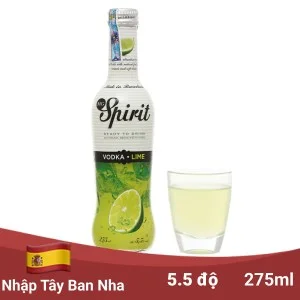 Spirit
READY TO DRINK
VODKA • LIME
Nhập Tây Ban Nha
5.5 độ
275ml